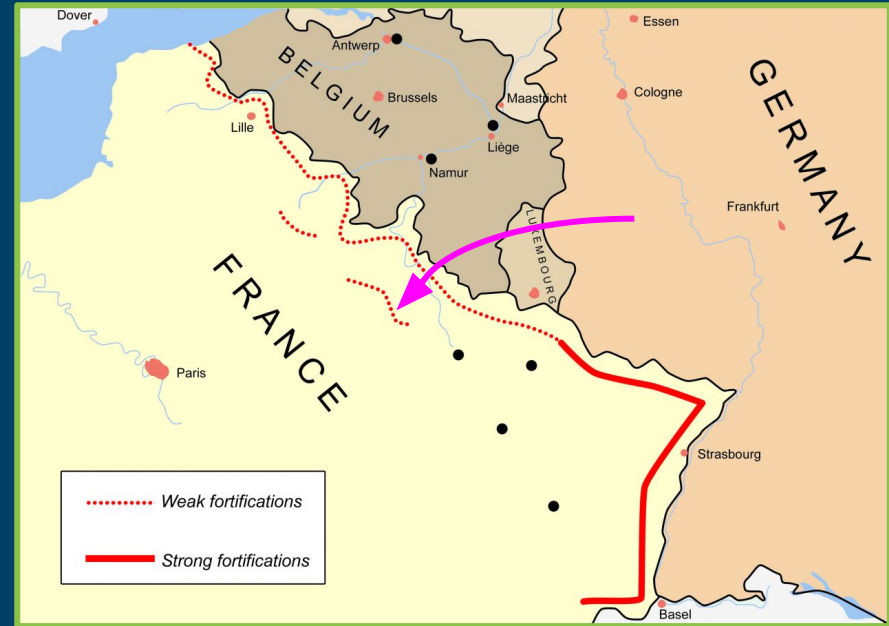 Dover
Essen
Antwerp
BELGIUM
GERMANY
Brussels
Maastricht
Cologne
Lille
Liège
Namur
Frankfurt
LUXEMBOURG
FRANCE
Paris
Strasbourg
Weak fortifications
Strong fortifications
Basel